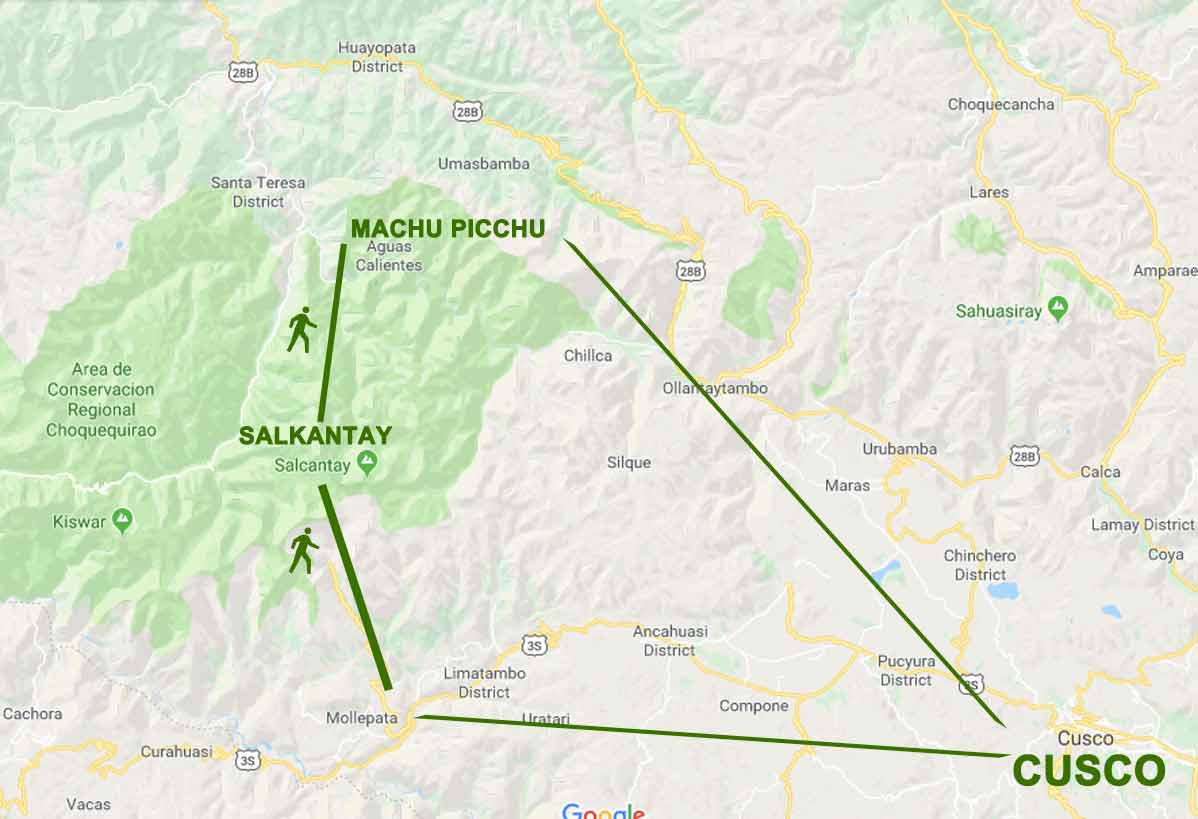 Huayopata
District
28B
28B
Choquecancha
Umasbamba
Santa Teresa
District
Lares
MACHU PICCHU
Aguas
Calientes
28B
Amparae
Sahuasiray
Chillca
Area de
Conservacion
Regional
Choquequirao
Ollantaytambo
SALKANTAY
Salcantay
Silque
Urubamba
28B
Calca
Maras
Kiswar
Lamay District
Coya
Chinchero
District
Ancahuasi
District
3S
Limatambo
District
Pucyura
District
3S
Compone
Cachora
Mollepata
Uratari
Curahuasi
3S
Cusco
CUSCO
Vacas
Google